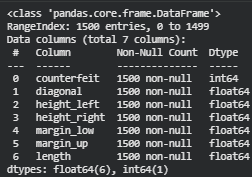 <class 'pandas.core.frame.DataFrame'>
RangeIndex: 1500 entries, 0 to 1499
Data columns (total 7 columns):
 #   Column        Non-Null Count  Dtype
---  ------        --------------  -----
 0   counterfeit   1500 non-null   int64
 1   diagonal      1500 non-null   float64
 2   height_left   1500 non-null   float64
 3   height_right  1500 non-null   float64
 4   margin_low    1500 non-null   float64
 5   margin_up     1500 non-null   float64
 6   length        1500 non-null   float64
dtypes: float64(6), int64(1)